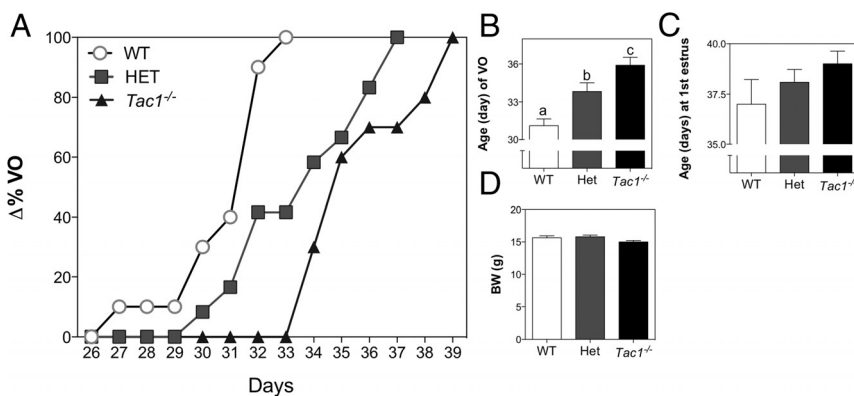 A
Δ% VO
100
80
60
40
20
0
WT
HET
Tac1-/-
26 27 28 29 30 31 32 33 34 35 36 37 38 39
Days
B
Age (day) of VO
36
33
30
a
b
c
WT Het Tac1-/-
C
Age (days) at 1st estrus
40.0
37.5
35.0
WT Het Tac1-/-
D
BW (g)
20
15
10
5
0
WT Het Tac1-/-